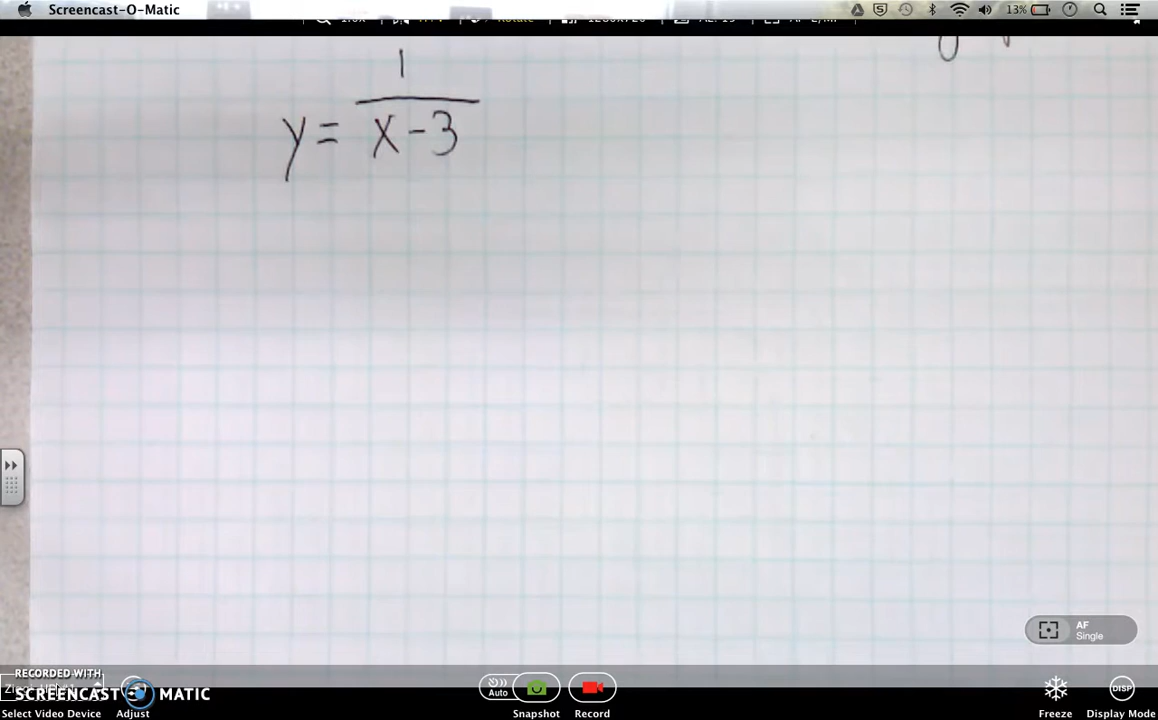 Screencast-O-Matic
13%
1
y = x - 3
AF
Single
RECORDED WITH
SCREENCAST MATIC
Auto
Select Video Device
Adjust
Snapshot
Record
Freeze
DISP
Display Mode